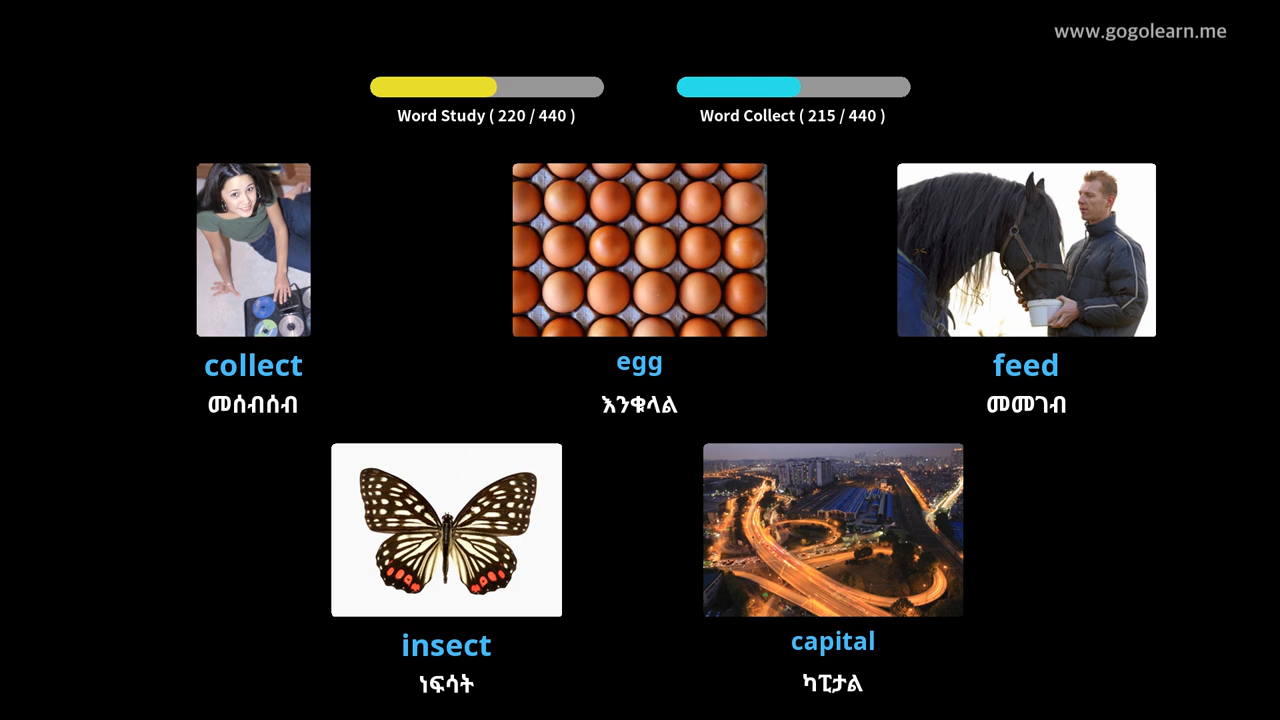 www.gogolearn.me
Word Study ( 220 / 440 )
Word Collect ( 215 / 440 )
collect
መሰብሰብ
egg
እንቁላል
feed
መመገብ
insect
ነፍሳት
capital
ካፒታል